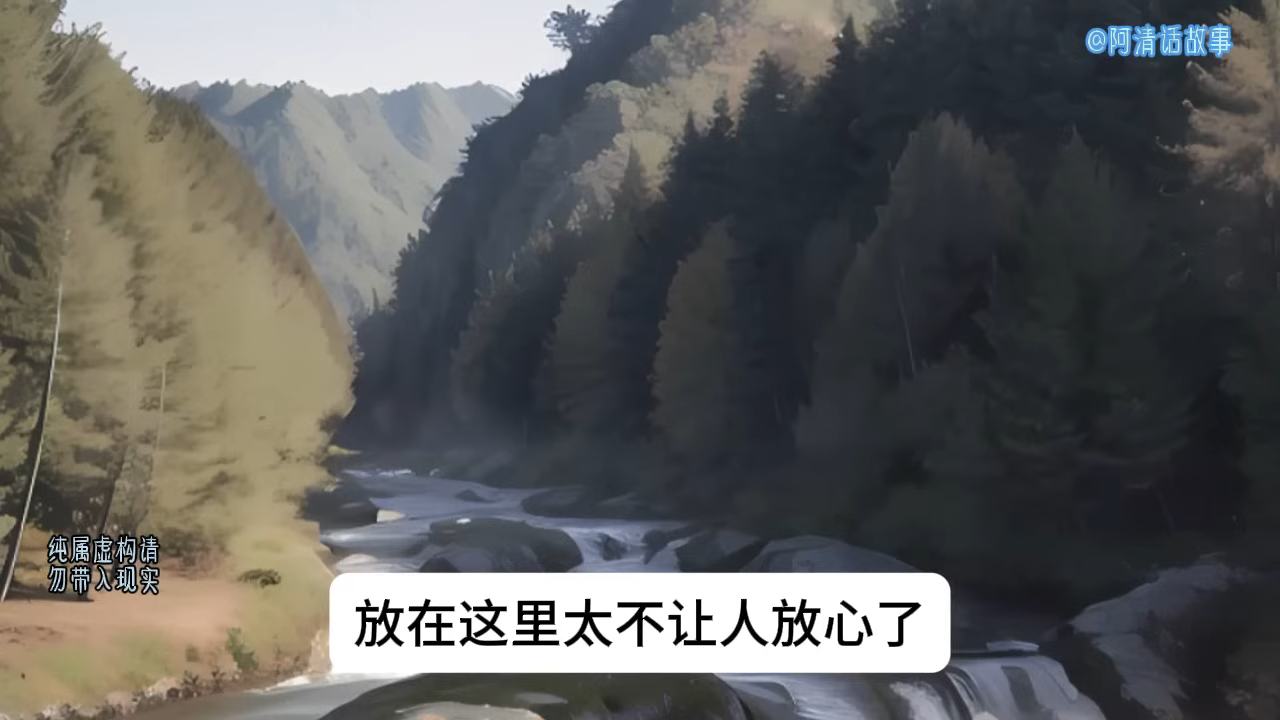 @阿清话故事
纯属虚构请
勿带入现实
放在这里太不让人放心了